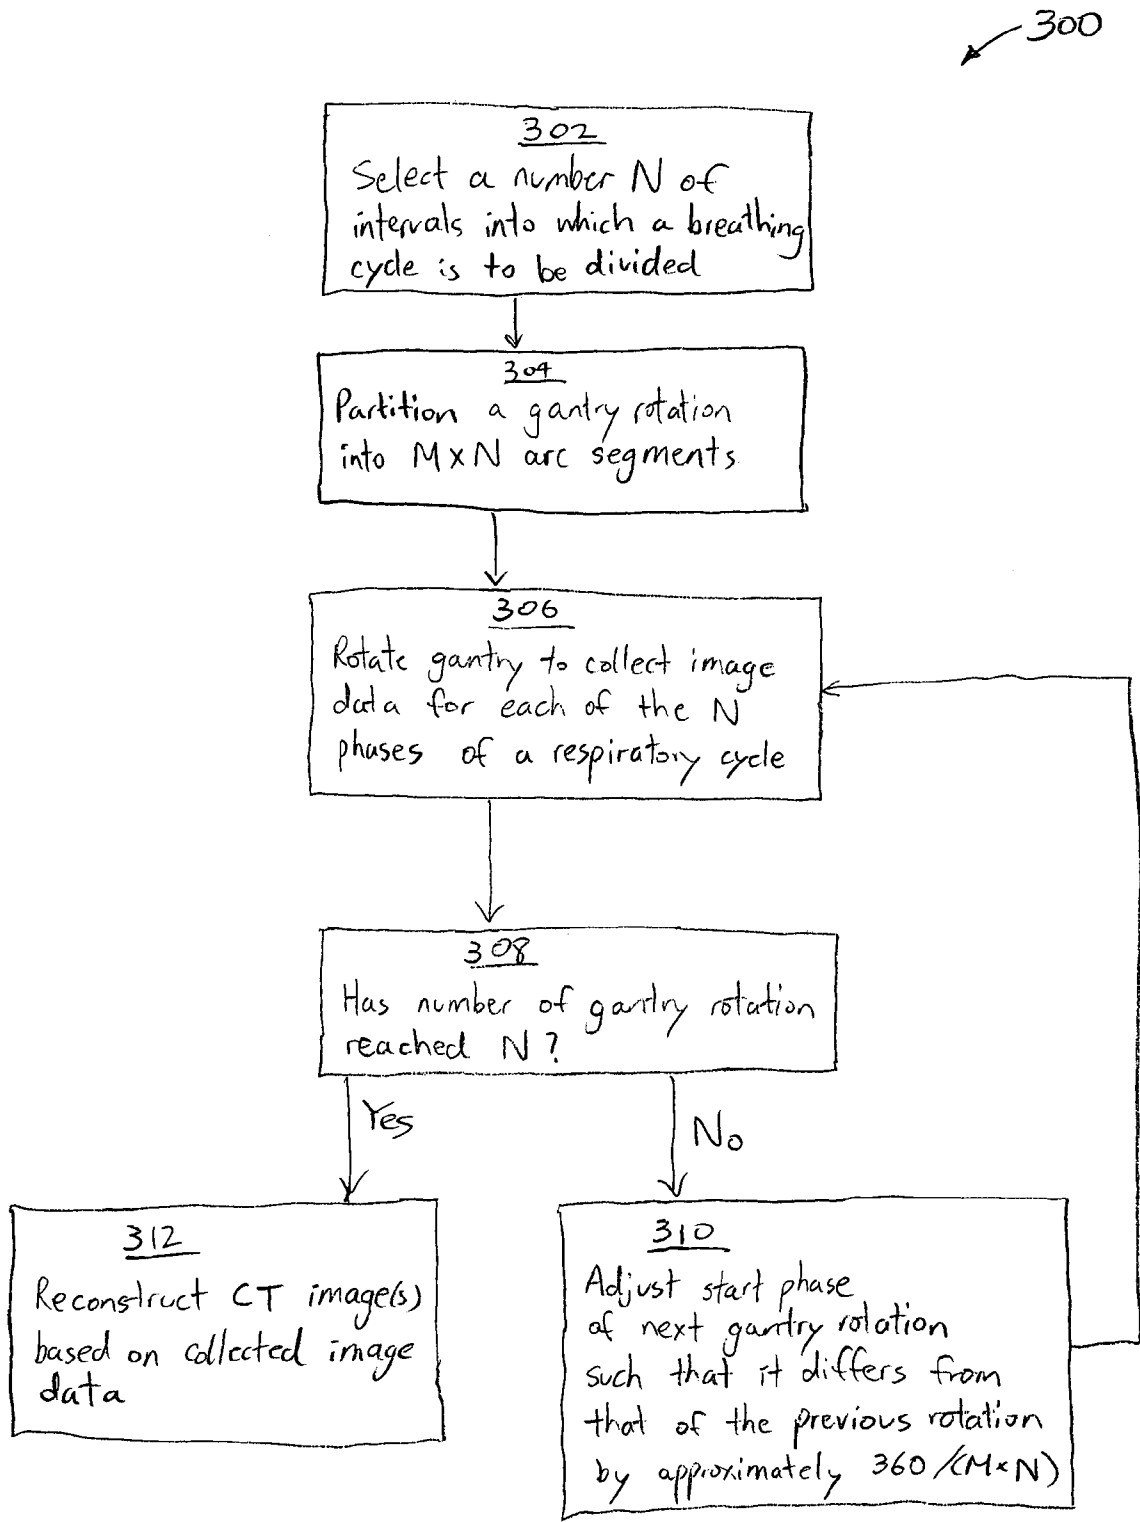 300
302
Select a number N of
intervals into which a breathing
cycle is to be divided
304
Partition a gantry rotation
into M x N arc segments
306
Rotate gantry to collect image
data for each of the N
phases of a respiratory cycle
308
Has number of gantry rotation
reached N?
Yes
No
312
Reconstruct CT image(s)
based on collected image
data
310
Adjust start phase
of next gantry rotation
such that it differs from
that of the previous rotation
by approximately 360/(M×N)